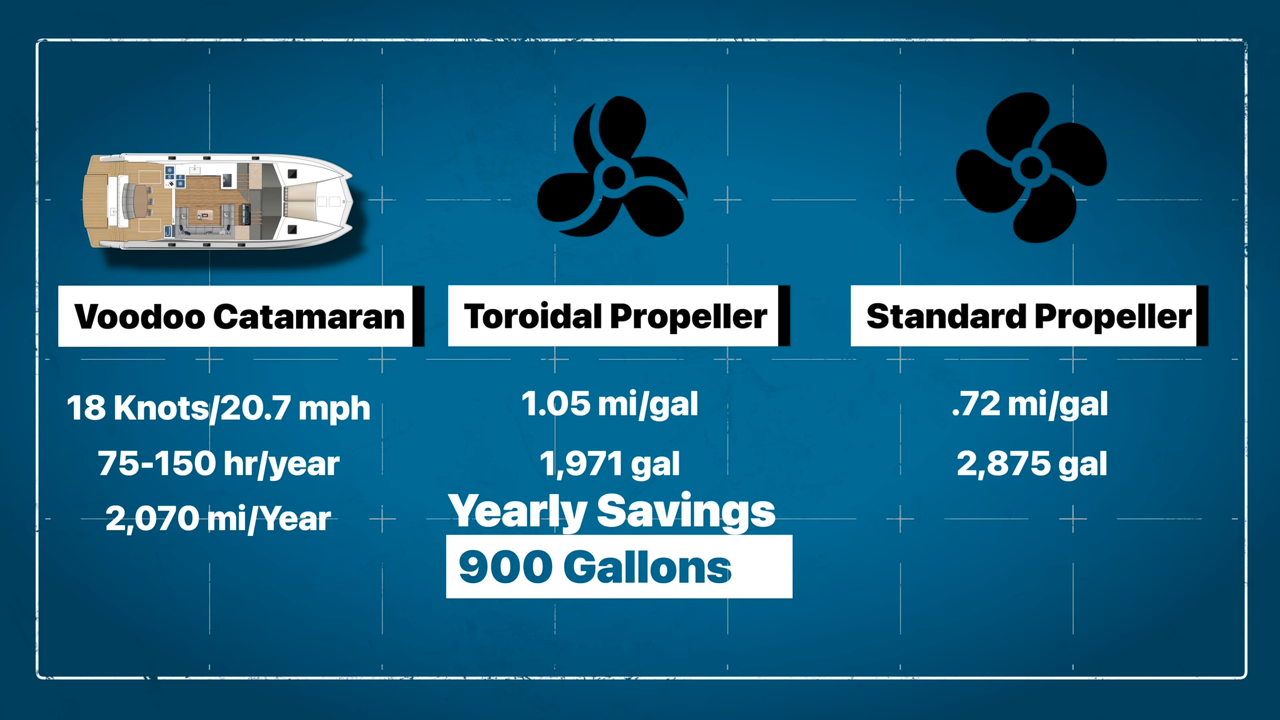 Voodoo Catamaran
18 Knots/20.7 mph
75-150 hr/year
2,070 mi/Year
Toroidal Propeller
1.05 mi/gal
1,971 gal
Yearly Savings
900 Gallons
Standard Propeller
.72 mi/gal
2,875 gal